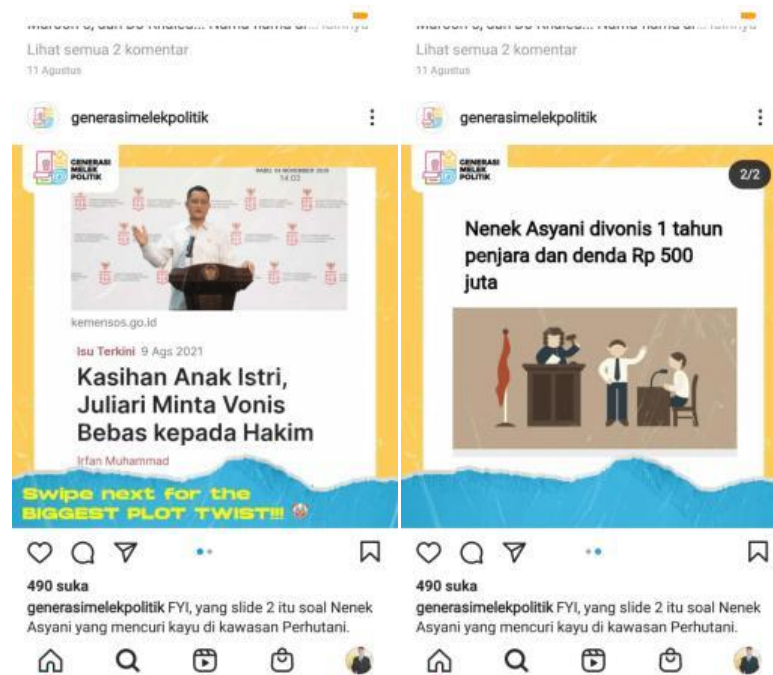 Lihat semua 2 komentar
11 Agustus
generasimelekpolitik
GENERASI
MELEK
POLITIK
14.03
kemensos.go.id
Isu Terkini 9 Ags 2021
Kasihan Anak Istri,
Juliari Minta Vonis
Bebas kepada Hakim
Irfan Muhammad
Swipe next for the
BIGGEST PLOT TWIST!!!
490 suka
generasimelekpolitik FYI, yang slide 2 itu soal Nenek
Asyani yang mencuri kayu di kawasan Perhutani.
Lihat semua 2 komentar
11 Agustus
generasimelekpolitik
GENERASI
MELEK
POLITIK
2/2
Nenek Asyani divonis 1 tahun
penjara dan denda Rp 500
juta
490 suka
generasimelekpolitik FYI, yang slide 2 itu soal Nenek
Asyani yang mencuri kayu di kawasan Perhutani.